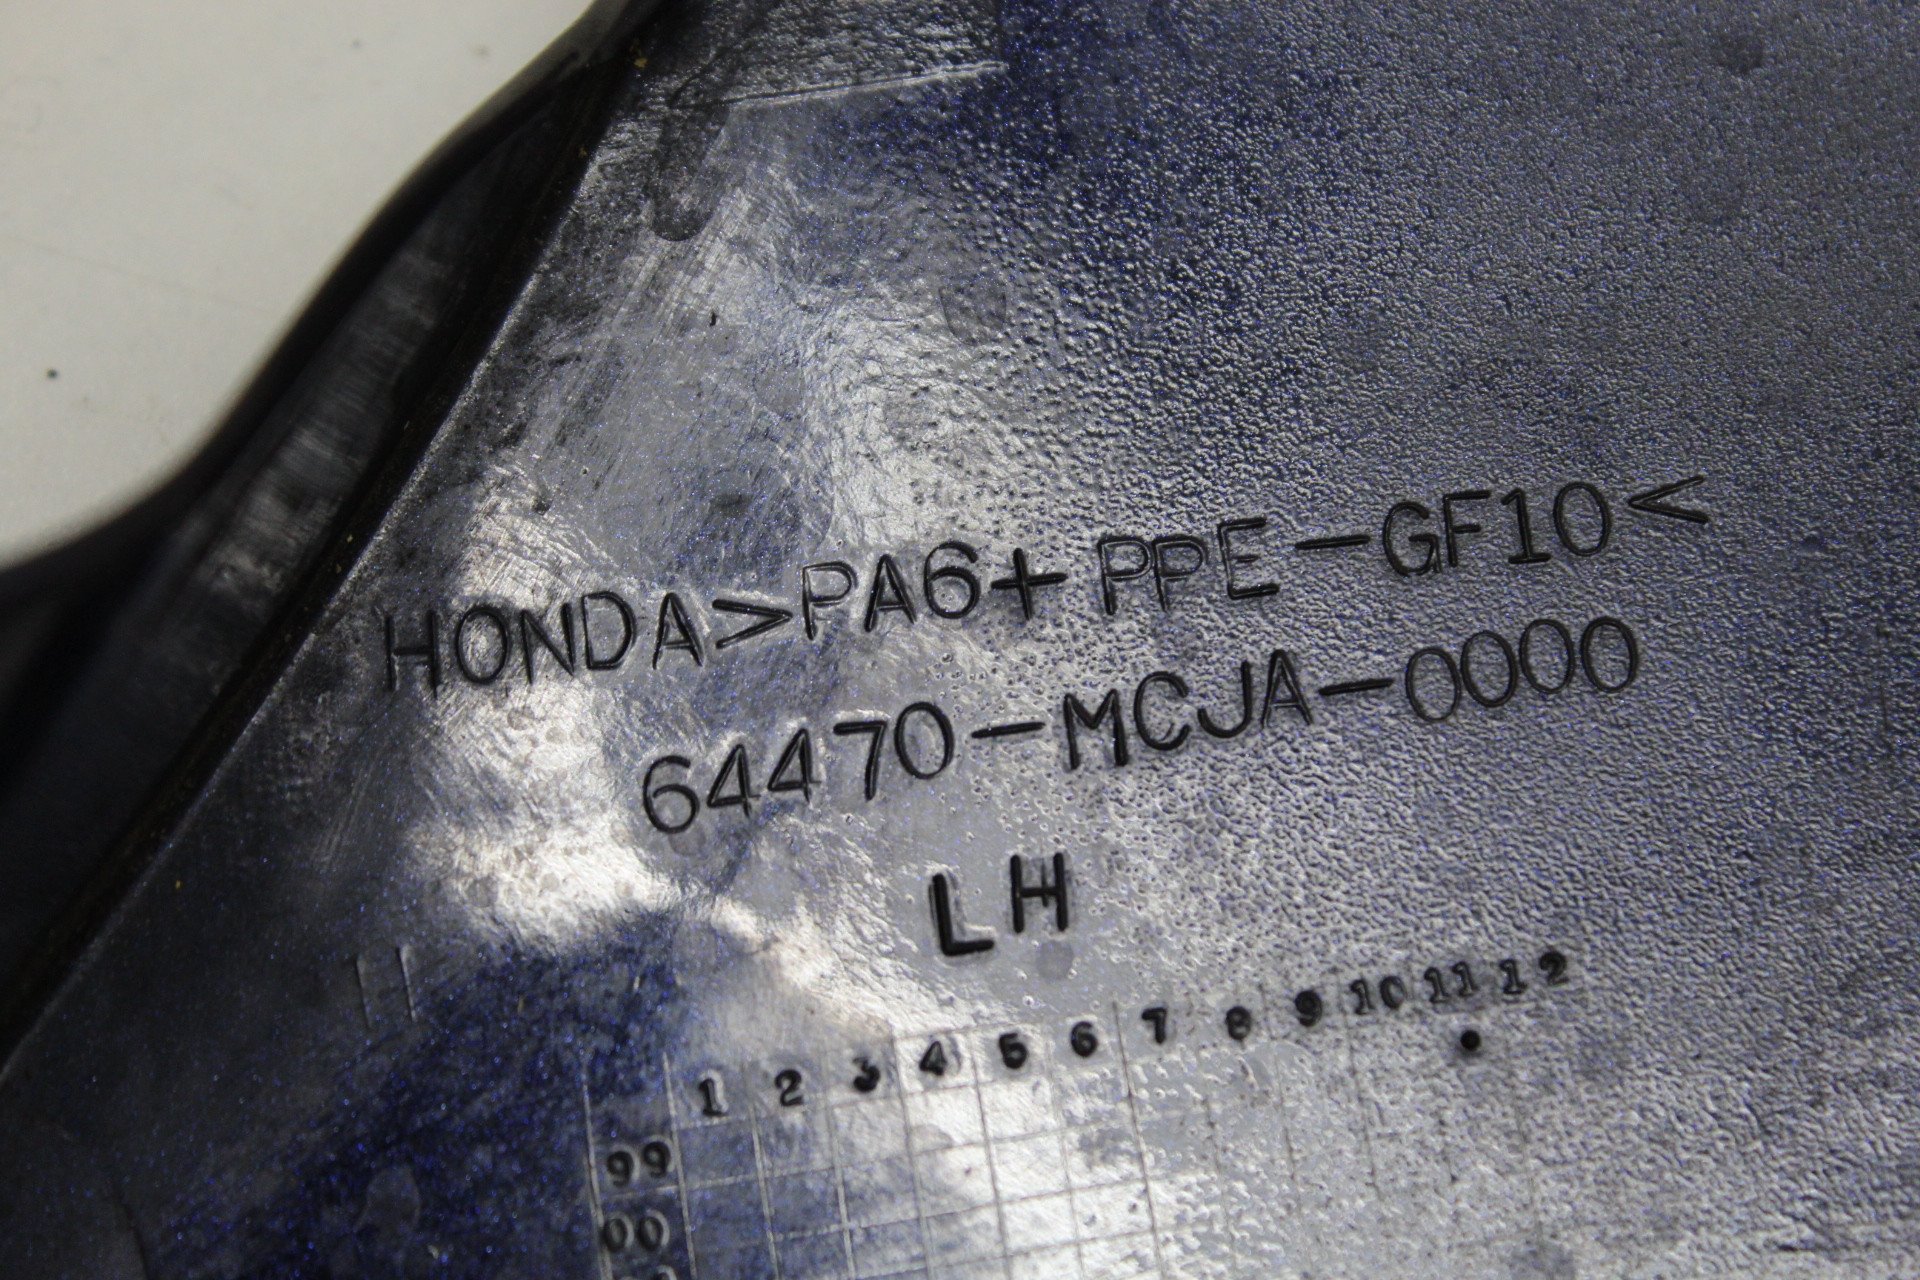 HONDA>PA6+PPE-GF10<
64470-MCJA-0000
LH
1 2 3 4 5 6 7 8 9 10 11 12
99
00